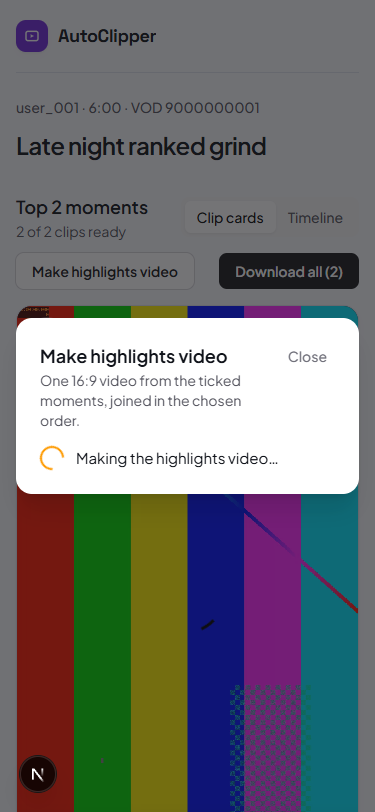 AutoClipper
user_001 · 6:00 · VOD 9000000001
Late night ranked grind
Top 2 moments
2 of 2 clips ready
Clip cards
Timeline
Make highlights video
Download all (2)
Make highlights video
Close
One 16:9 video from the ticked
moments, joined in the chosen
order.
Making the highlights video...
N